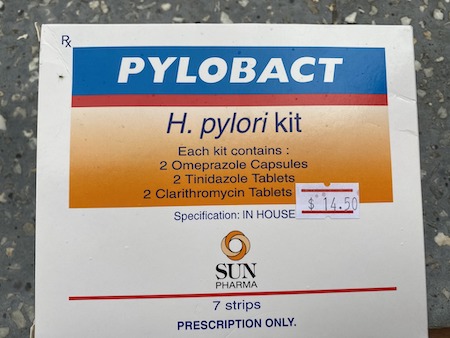 Rx
PYLOBACT
H. pylori kit
Each kit contains :
2 Omeprazole Capsules
2 Tinidazole Tablets
2 Clarithromycin Tablets
$ 14.50
Specification: IN HOUSE
SUN
PHARMA
7 strips
PRESCRIPTION ONLY.